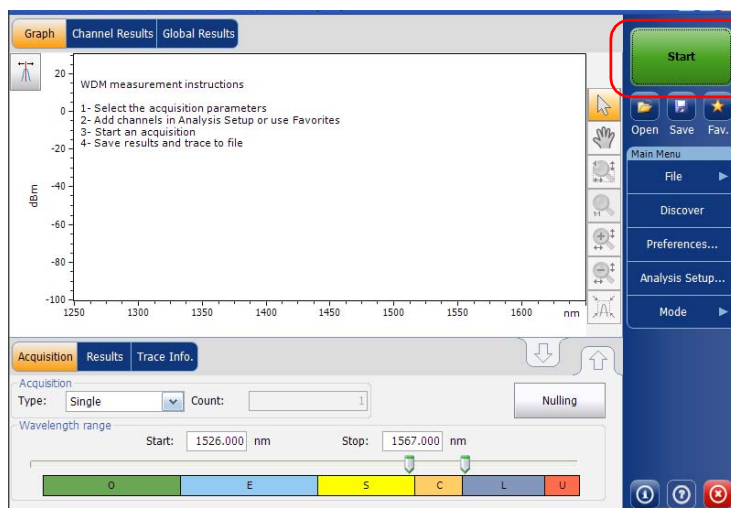 Graph Channel Results Global Results
Start
WDM measurement instructions
1- Select the acquisition parameters
2- Add channels in Analysis Setup or use Favorites
3- Start an acquisition
4- Save results and trace to file
20
0
-20
-40
-60
-80
-100
dBm
1250 1300 1350 1400 1450 1500 1550 1600 nm
1:1
Open Save Fav.
Main Menu
File
Discover
Preferences...
Analysis Setup...
Mode
Acquisition Results Trace Info.
Acquisition
Type: Single Count: 1
Nulling
Wavelength range
Start: 1526.000 nm Stop: 1567.000 nm
O E S C L U